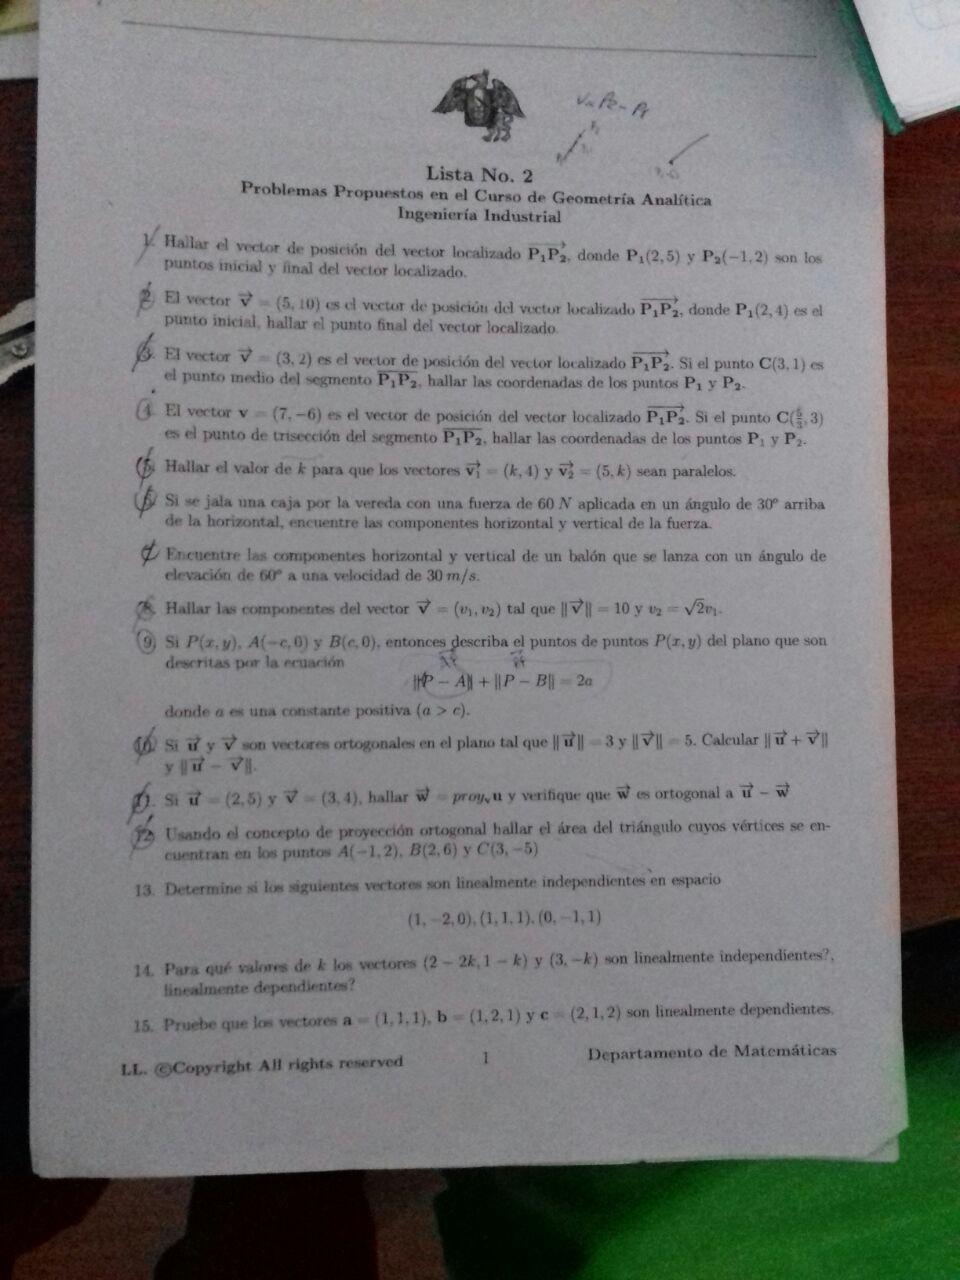 V=P2-P1
Lista No. 2
Problemas Propuestos en el Curso de Geometría Analítica
Ingeniería Industrial
1. Hallar el vector de posición del vector localizado $\overrightarrow{P_1P_2}$, donde P₁(2, 5) y P₂(−1, 2) son los
puntos inicial y final del vector localizado.
2. El vector $\vec{v}$ = (5, 10) es el vector de posición del vector localizado $\overrightarrow{P_1P_2}$, donde P₁(2, 4) es el
punto inicial, hallar el punto final del vector localizado.
3. El vector $\vec{v}$ = (3, 2) es el vector de posición del vector localizado $\overrightarrow{P_1P_2}$. Si el punto C(3, 1) es
el punto medio del segmento $\overline{P_1P_2}$, hallar las coordenadas de los puntos P₁ y P₂.
4. El vector v = (7, −6) es el vector de posición del vector localizado $\overrightarrow{P_1P_2}$. Si el punto C($\frac{5}{3}$, 3)
es el punto de trisección del segmento $\overline{P_1P_2}$, hallar las coordenadas de los puntos P₁ y P₂.
5. Hallar el valor de k para que los vectores $\vec{v_1}$ = (k, 4) y $\vec{v_2}$ = (5, k) sean paralelos.
6. Si se jala una caja por la vereda con una fuerza de 60 N aplicada en un ángulo de 30º arriba
de la horizontal, encuentre las componentes horizontal y vertical de la fuerza.
7. Encuentre las componentes horizontal y vertical de un balón que se lanza con un ángulo de
elevación de 60º a una velocidad de 30 m/s.
8. Hallar las componentes del vector $\vec{v}$ = (v₁, v₂) tal que ‖$\vec{v}$‖ = 10 y v₂ = √2v₁.
9. Si P(x, y), A(−c, 0) y B(c, 0), entonces describa el puntos de puntos P(x, y) del plano que son
descritas por la ecuación
‖P − A‖ + ‖P − B‖ = 2a
donde a es una constante positiva (a > c).
10. Si $\vec{u}$ y $\vec{v}$ son vectores ortogonales en el plano tal que ‖$\vec{u}$‖ = 3 y ‖$\vec{v}$‖ = 5. Calcular ‖$\vec{u}$ + $\vec{v}$‖
y ‖$\vec{u}$ − $\vec{v}$‖.
11. Si $\vec{u}$ = (2, 5) y $\vec{v}$ = (3, 4), hallar $\vec{w}$ = proyᵥu y verifique que $\vec{w}$ es ortogonal a $\vec{u}$ − $\vec{w}$
12. Usando el concepto de proyección ortogonal hallar el área del triángulo cuyos vértices se en-
cuentran en los puntos A(−1, 2), B(2, 6) y C(3, −5)
13. Determine si los siguientes vectores son linealmente independientes en espacio
(1, −2, 0), (1, 1, 1), (0, −1, 1)
14. Para qué valores de k los vectores (2 − 2k, 1 − k) y (3, −k) son linealmente independientes?,
linealmente dependientes?
15. Pruebe que los vectores a = (1, 1, 1), b = (1, 2, 1) y c = (2, 1, 2) son linealmente dependientes.
LL. ©Copyright All rights reserved 1 Departamento de Matemáticas